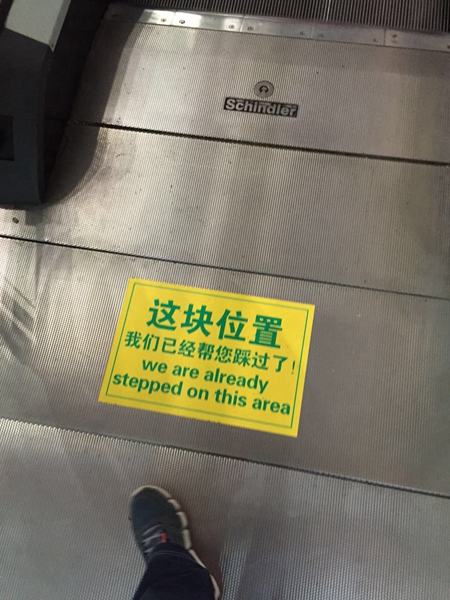 Schindler
这块位置
我们已经帮您踩过了!
we are already
stepped on this area